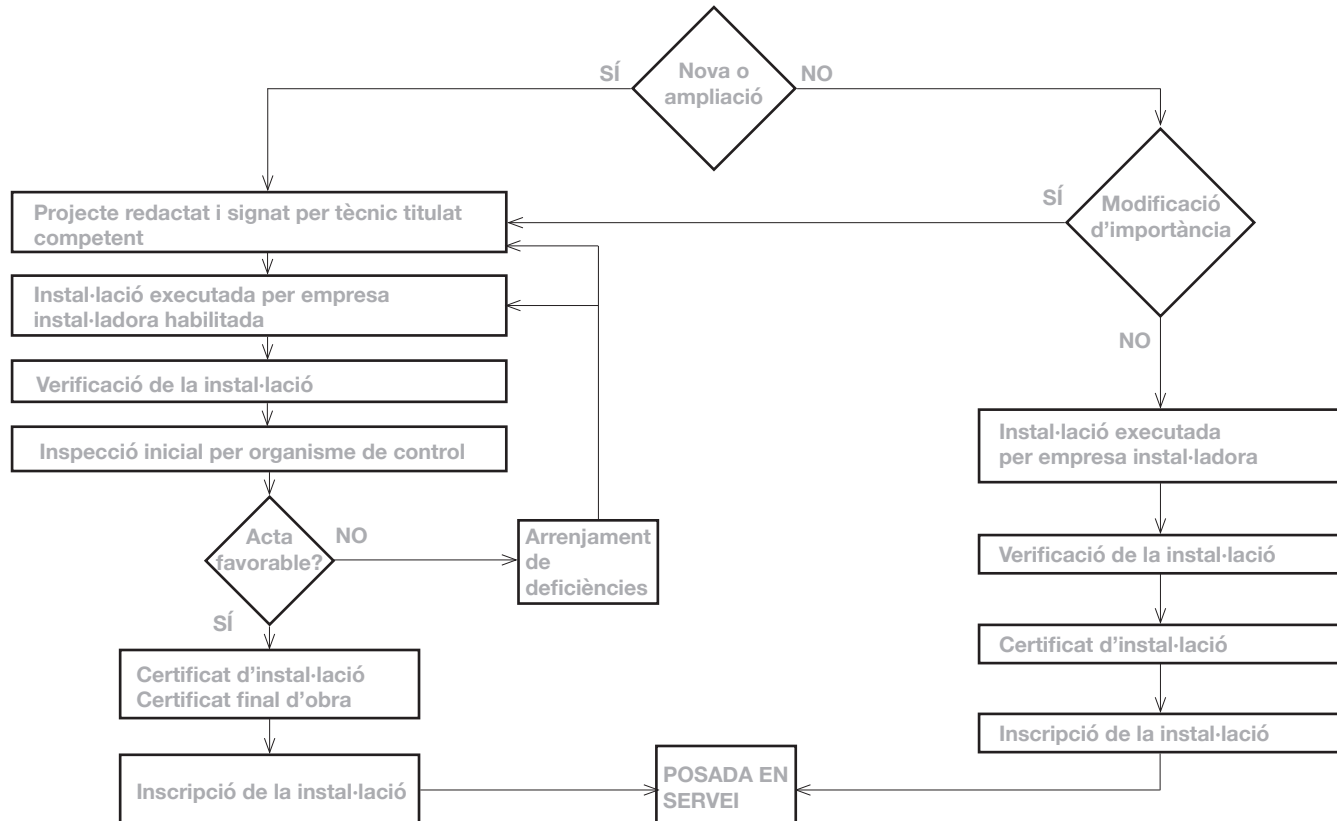 Nova o
ampliació
SÍ
NO
Modificació
d’importància
SÍ
NO
Projecte redactat i signat per tècnic titulat
competent
Instal·lació executada per empresa
instal·ladora habilitada
Verificació de la instal·lació
Inspecció inicial per organisme de control
Acta
favorable?
NO
SÍ
Arrenjament
de
deficiències
Certificat d’instal·lació
Certificat final d’obra
Inscripció de la instal·lació
Instal·lació executada
per empresa instal·ladora
Verificació de la instal·lació
Certificat d’instal·lació
Inscripció de la instal·lació
POSADA EN
SERVEI